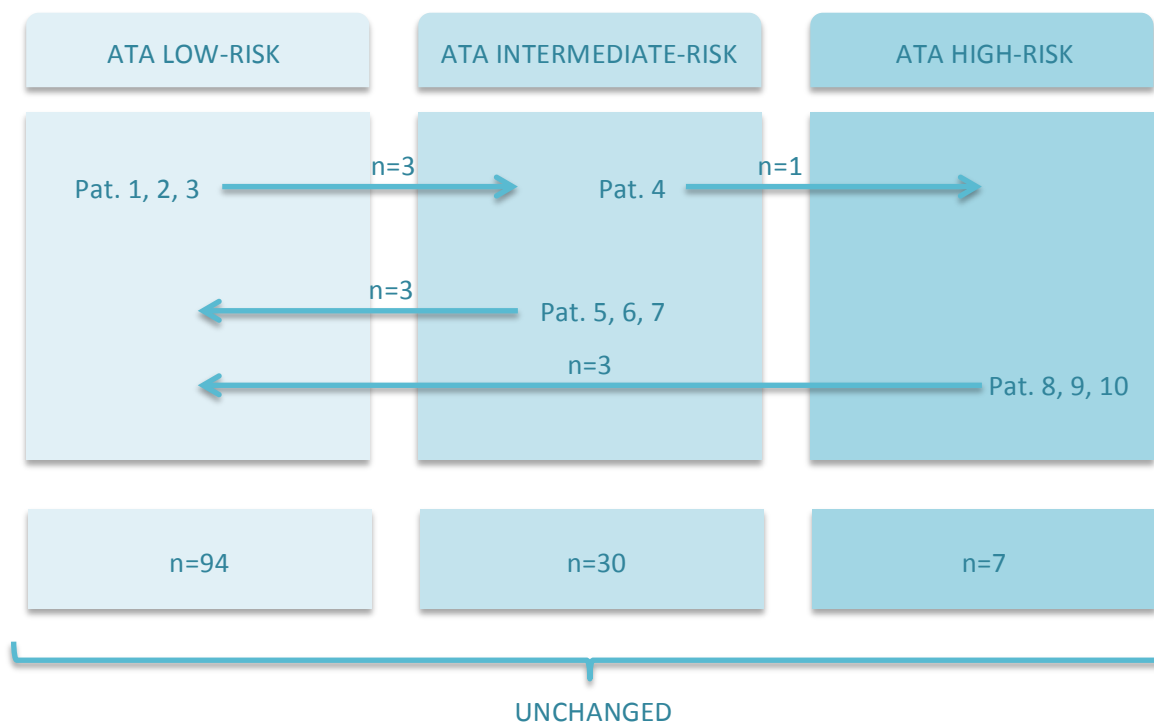 ATA LOW-RISK
ATA INTERMEDIATE-RISK
ATA HIGH-RISK
Pat. 1, 2, 3
n=3
Pat. 4
n=1
n=3
Pat. 5, 6, 7
n=3
Pat. 8, 9, 10
n=94
n=30
n=7
UNCHANGED